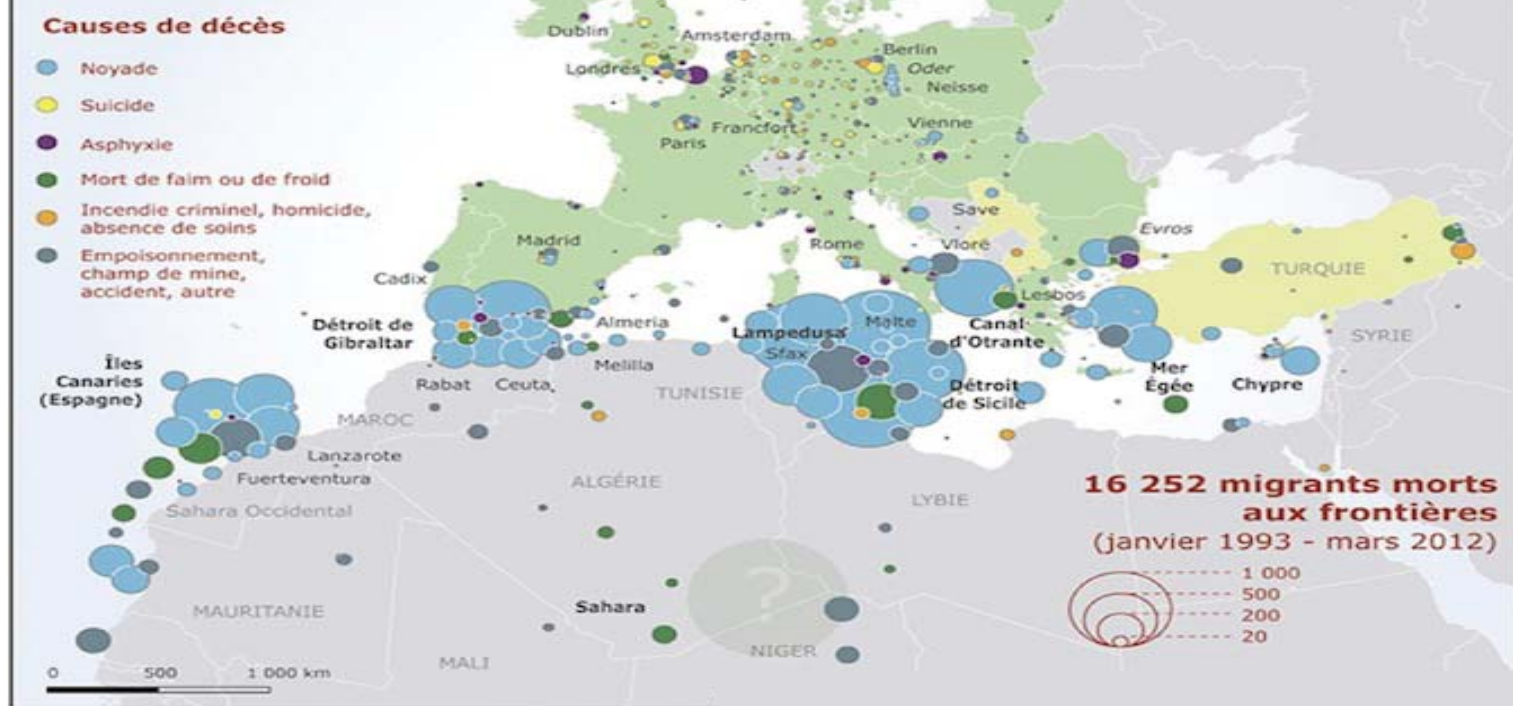 Causes de décès
Noyade
Suicide
Asphyxie
Mort de faim ou de froid
Incendie criminel, homicide,
absence de soins
Empoisonnement,
champ de mine,
accident, autre
Dublin
Amsterdam
Londres
Berlin
Oder
Neisse
Paris
Francfort
Vienne
Madrid
Rome
Save
Vlorë
Evros
Cadix
TURQUIE
Lesbos
Détroit de
Gibraltar
Almeria
Lampedusa
Malte
Canal
d'Otrante
SYRIE
Sfax
Îles
Canaries
(Espagne)
Rabat
Ceuta
Melilla
TUNISIE
Détroit
de Sicile
Mer
Égée
Chypre
MAROC
Lanzarote
Fuerteventura
Sahara Occidental
ALGÉRIE
LYBIE
16 252 migrants morts
aux frontières
(janvier 1993 - mars 2012)
1 000
500
200
20
?
Sahara
MAURITANIE
NIGER
MALI
0 500 1 000 km